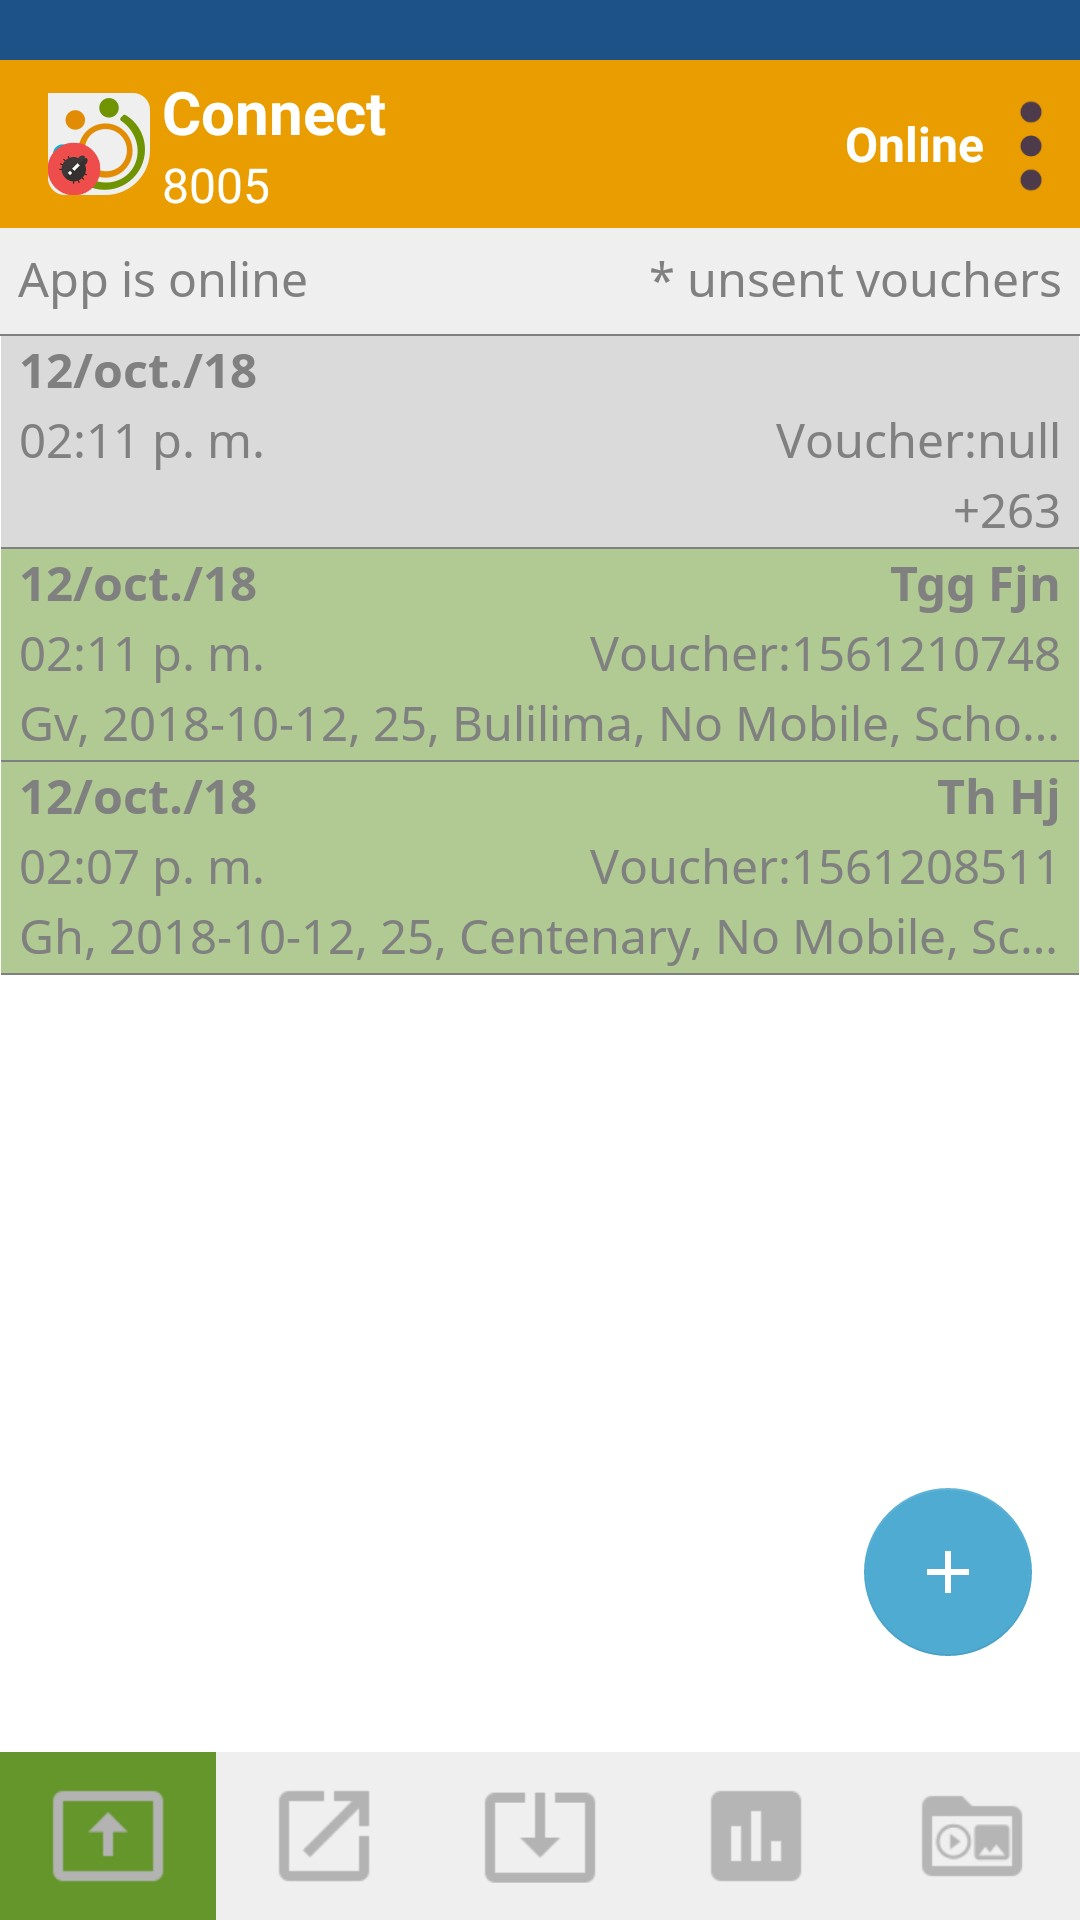 Connect
8005
Online
App is online
* unsent vouchers
12/oct./18
02:11 p. m.
Voucher:null
+263
12/oct./18
Tgg Fjn
02:11 p. m.
Voucher:1561210748
Gv, 2018-10-12, 25, Bulilima, No Mobile, Scho...
12/oct./18
Th Hj
02:07 p. m.
Voucher:1561208511
Gh, 2018-10-12, 25, Centenary, No Mobile, Sc...